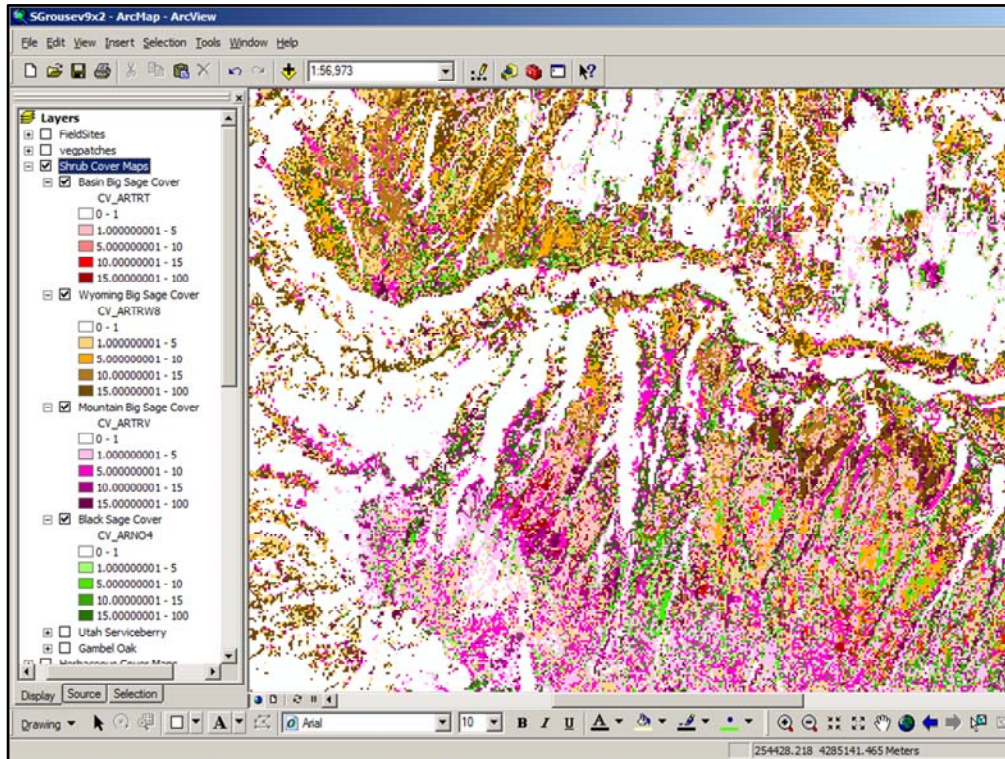 SGrousev9x2 - ArcMap - ArcView
File Edit View Insert Selection Tools Window Help
1:56,973
Layers
FieldSites
vegpatches
Shrub Cover Maps
Basin Big Sage Cover
CV_ARTRT
0 - 1
1.000000001 - 5
5.000000001 - 10
10.00000001 - 15
15.00000001 - 100
Wyoming Big Sage Cover
CV_ARTRW8
0 - 1
1.000000001 - 5
5.000000001 - 10
10.00000001 - 15
15.00000001 - 100
Mountain Big Sage Cover
CV_ARTRV
0 - 1
1.000000001 - 5
5.000000001 - 10
10.00000001 - 15
15.00000001 - 100
Black Sage Cover
CV_ARNO4
0 - 1
1.000000001 - 5
5.000000001 - 10
10.00000001 - 15
15.00000001 - 100
Utah Serviceberry
Gambel Oak
Herbaceous Cover Maps
Display Source Selection
Drawing A Arial 10 B I U A
254428.218 4285141.465 Meters